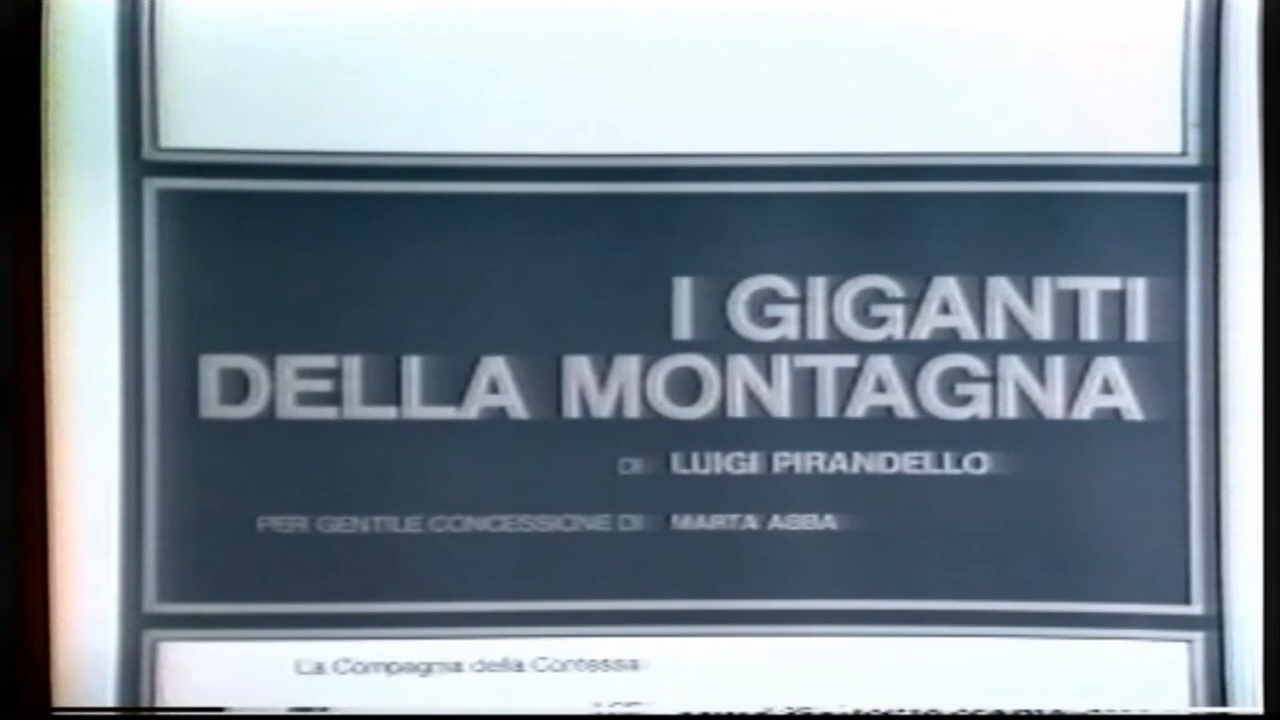 I GIGANTI
DELLA MONTAGNA
DI LUIGI PIRANDELLO
PER GENTILE CONCESSIONE DI MARTA ABBA
La Compagnia della Contessa